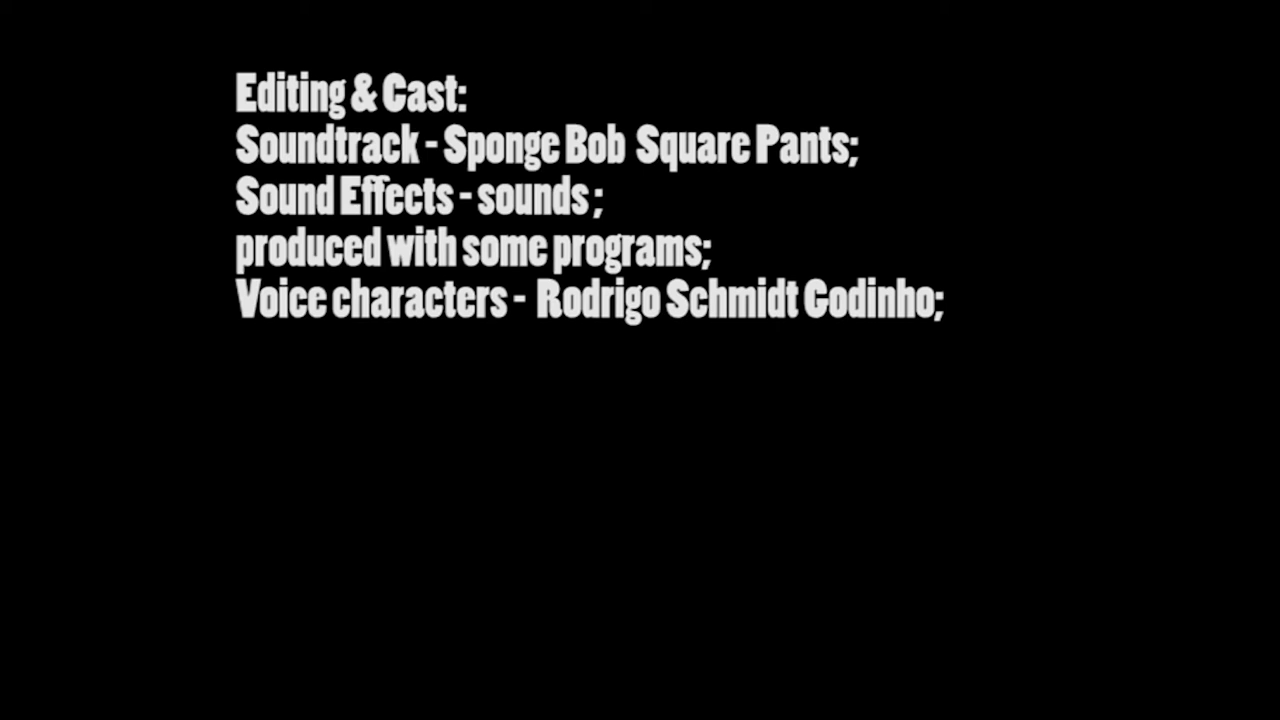 Editing & Cast:
Soundtrack - Sponge Bob Square Pants;
Sound Effects - sounds ;
produced with some programs;
Voice characters - Rodrigo Schmidt Godinho;